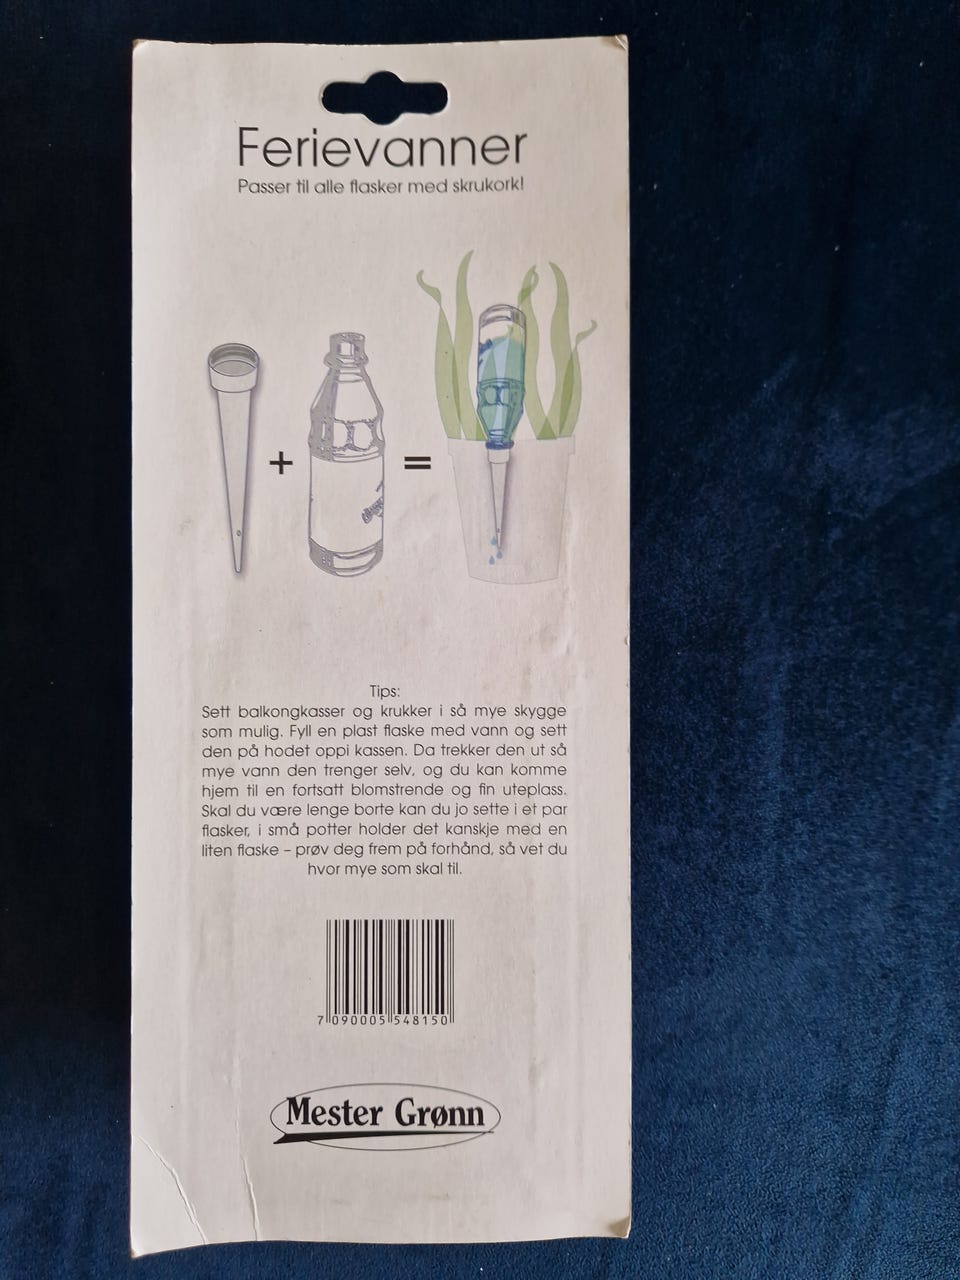 Ferievanner
Passer til alle flasker med skrukork!
+
=
Tips:
Sett balkongkasser og krukker i så mye skygge
som mulig. Fyll en plast flaske med vann og sett
den på hodet oppi kassen. Da trekker den ut så
mye vann den trenger selv, og du kan komme
hjem til en fortsatt blomstrende og fin uteplass.
Skal du være lenge borte kan du jo sette i et par
flasker, i små potter holder det kanskje med en
liten flaske – prøv deg frem på forhånd, så vet du
hvor mye som skal til.
7 090005 548150
Mester Grønn